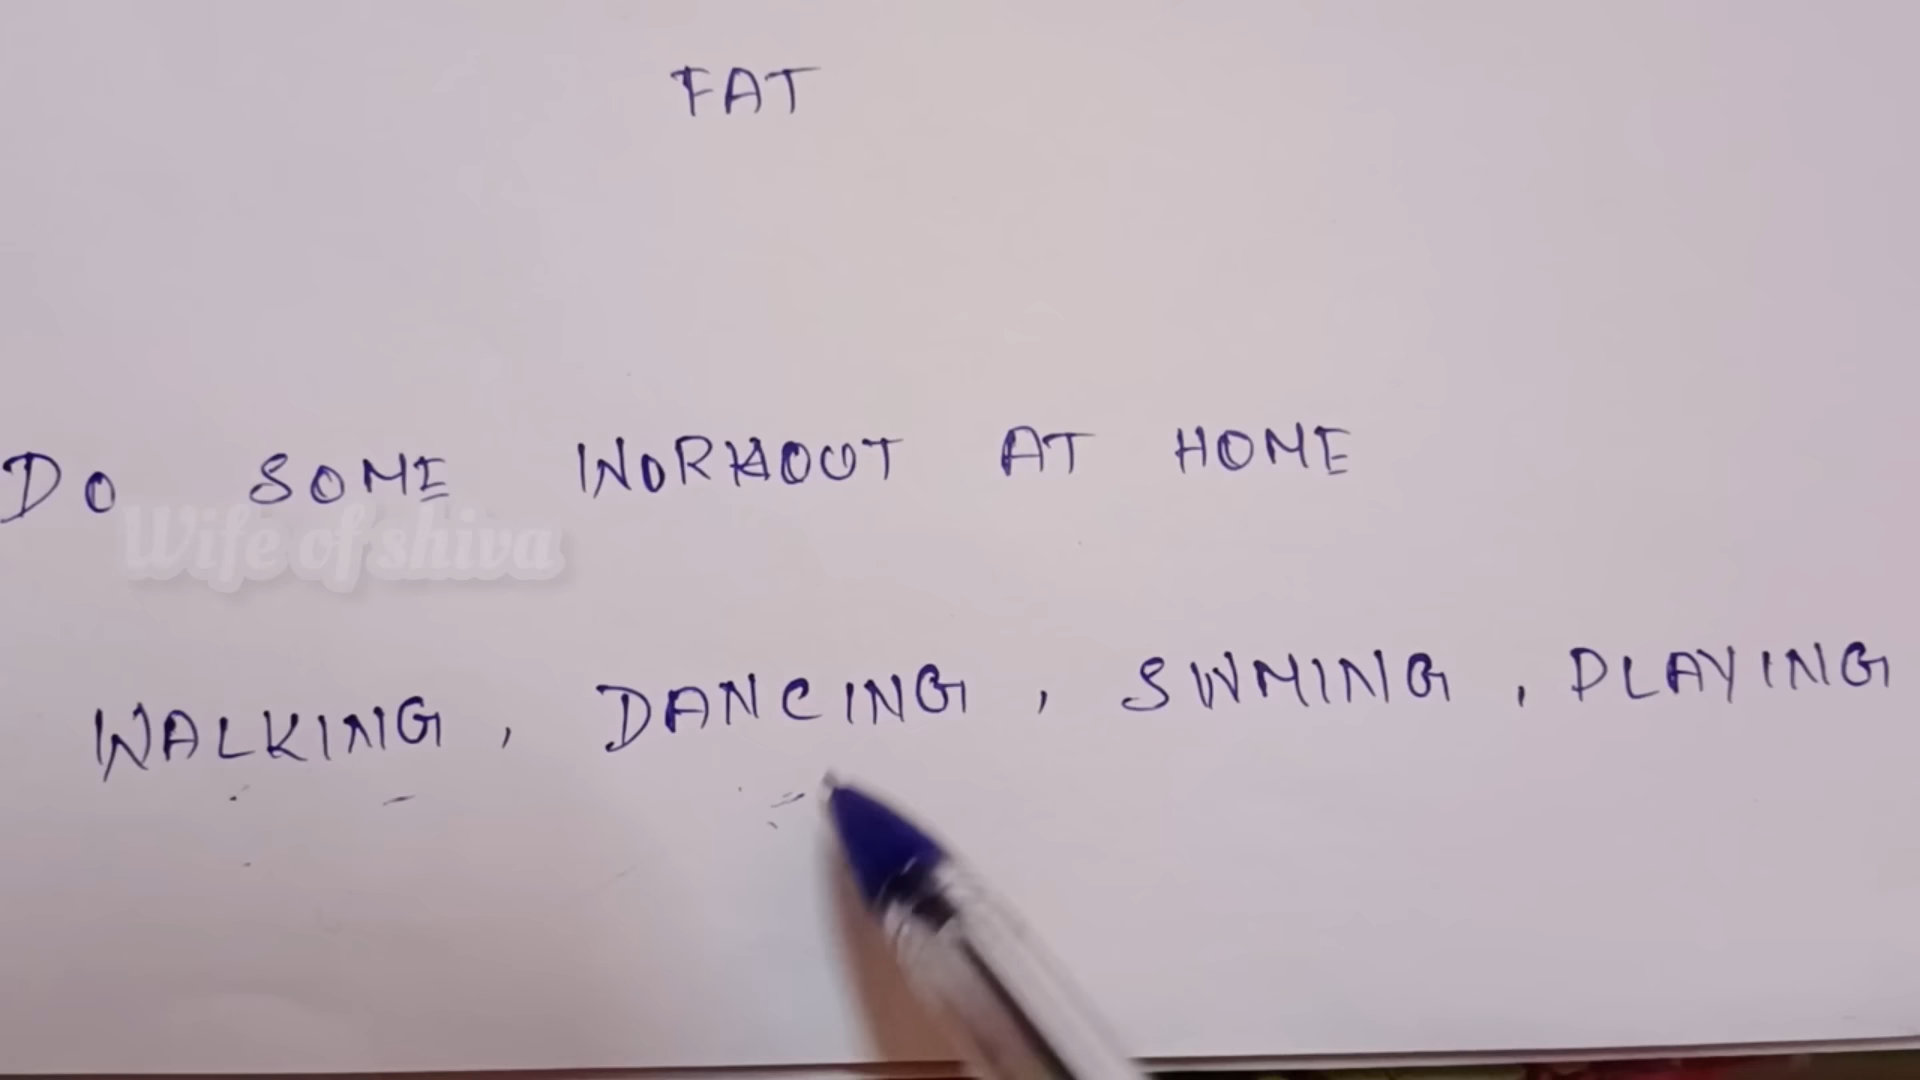 FAT
DO SOME WORKOUT AT HOME
Wife of shiva
WALKING, DANCING, SWMING, PLAYING